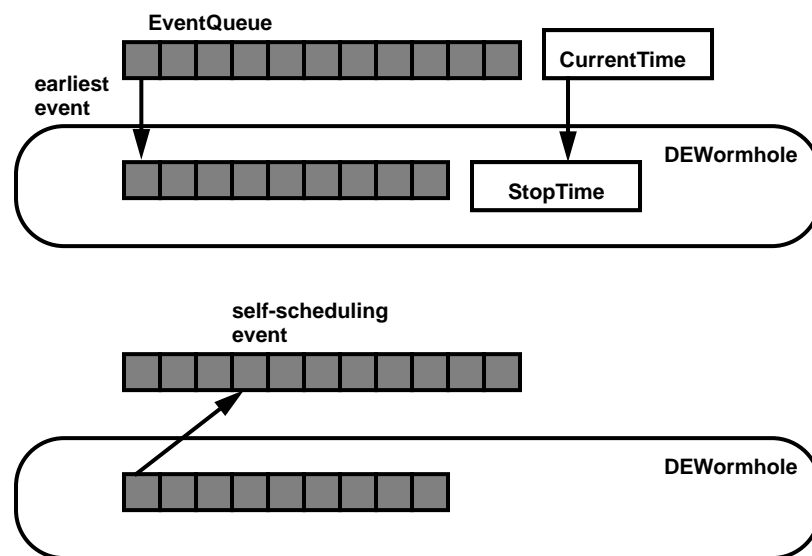 EventQueue
CurrentTime
earliest
event
DEWormhole
StopTime
self-scheduling
event
DEWormhole